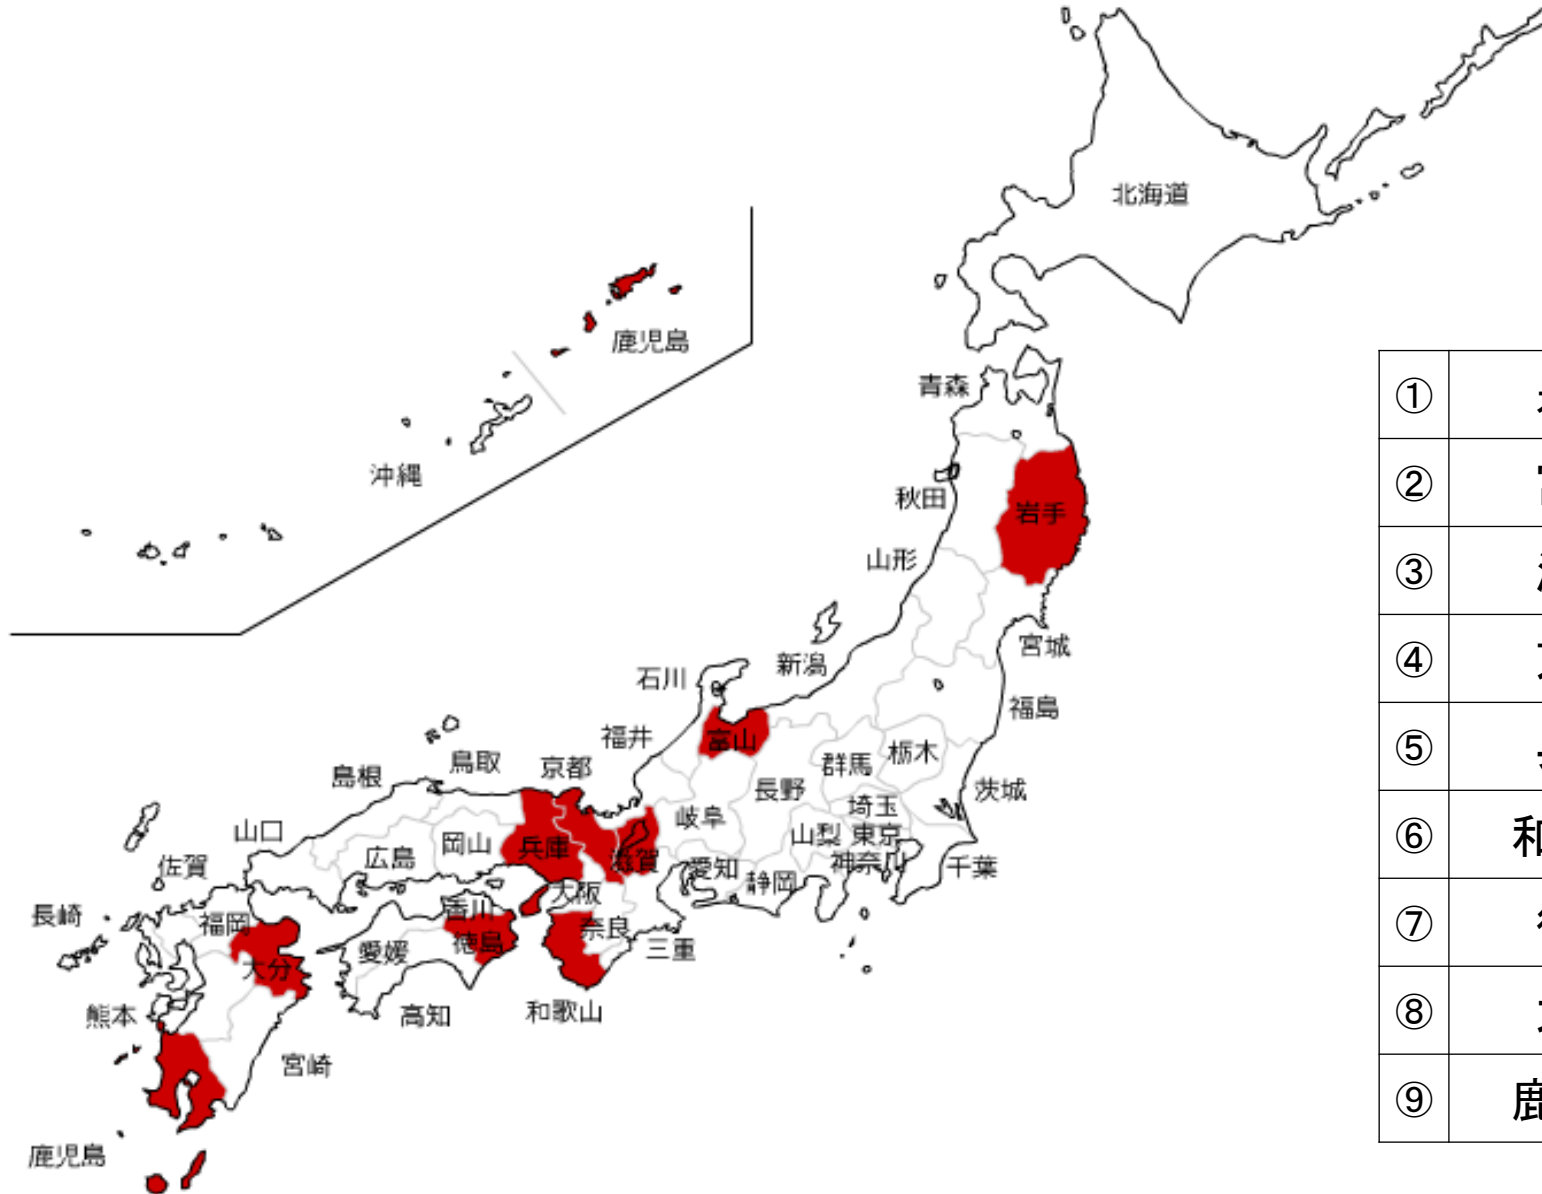 北海道
鹿児島
青森
沖縄
秋田
岩手
山形
宮城
新潟
石川
福島
福井
富山
栃木
群馬
鳥取
京都
島根
長野
茨城
埼玉
岐阜
山口
岡山
兵庫
山梨
東京
広島
滋賀
神奈川
佐賀
愛知
千葉
静岡
大阪
香川
長崎
福岡
奈良
徳島
愛媛
三重
大分
熊本
高知
和歌山
宮崎
鹿児島
①
②
③
④
⑤
⑥ 和
⑦
⑧
⑨ 鹿